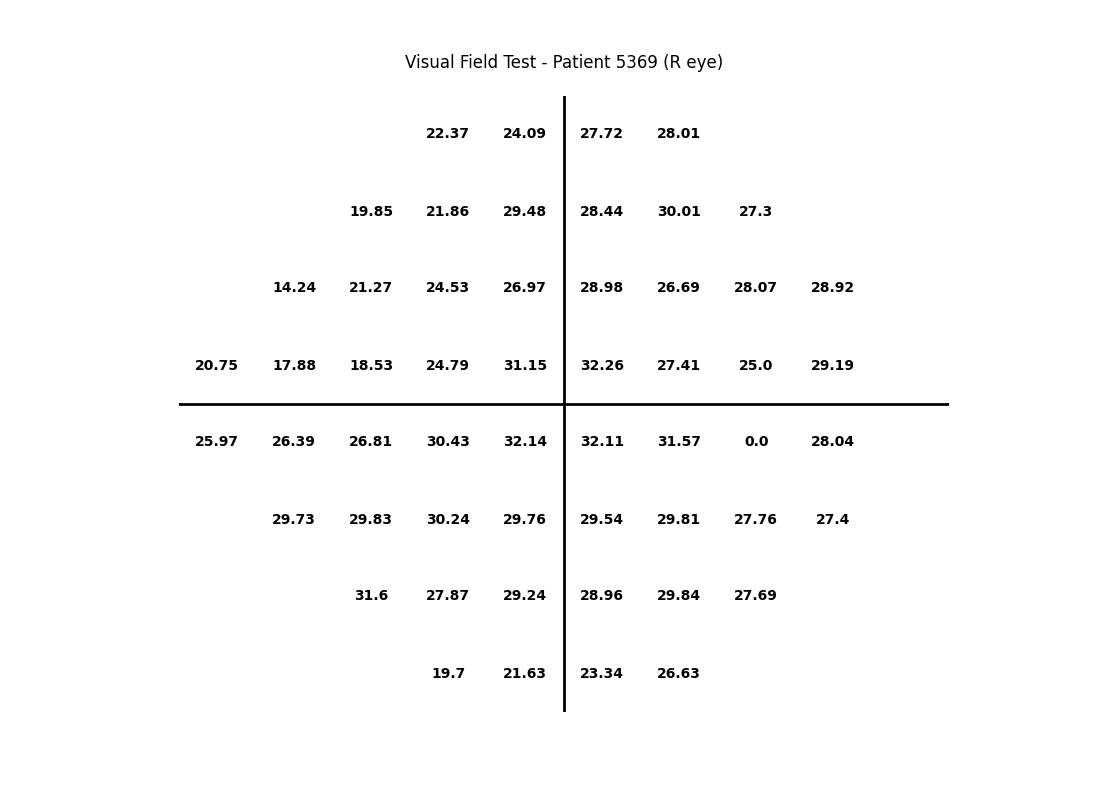 Visual Field Test - Patient 5369 (R eye)
22.37 24.09 27.72 28.01
19.85 21.86 29.48 28.44 30.01 27.3
14.24 21.27 24.53 26.97 28.98 26.69 28.07 28.92
20.75 17.88 18.53 24.79 31.15 32.26 27.41 25.0 29.19
25.97 26.39 26.81 30.43 32.14 32.11 31.57 0.0 28.04
29.73 29.83 30.24 29.76 29.54 29.81 27.76 27.4
31.6 27.87 29.24 28.96 29.84 27.69
19.7 21.63 23.34 26.63